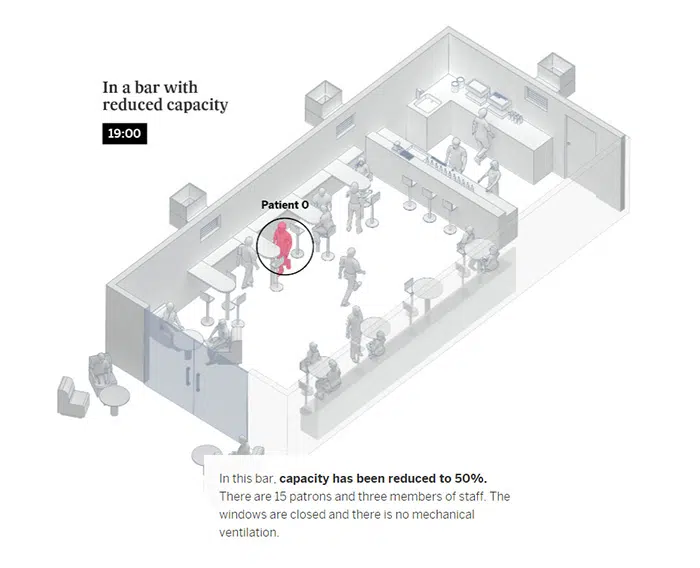 In a bar with
reduced capacity
19:00
Patient 0
In this bar, capacity has been reduced to 50%.
There are 15 patrons and three members of staff. The
windows are closed and there is no mechanical
ventilation.